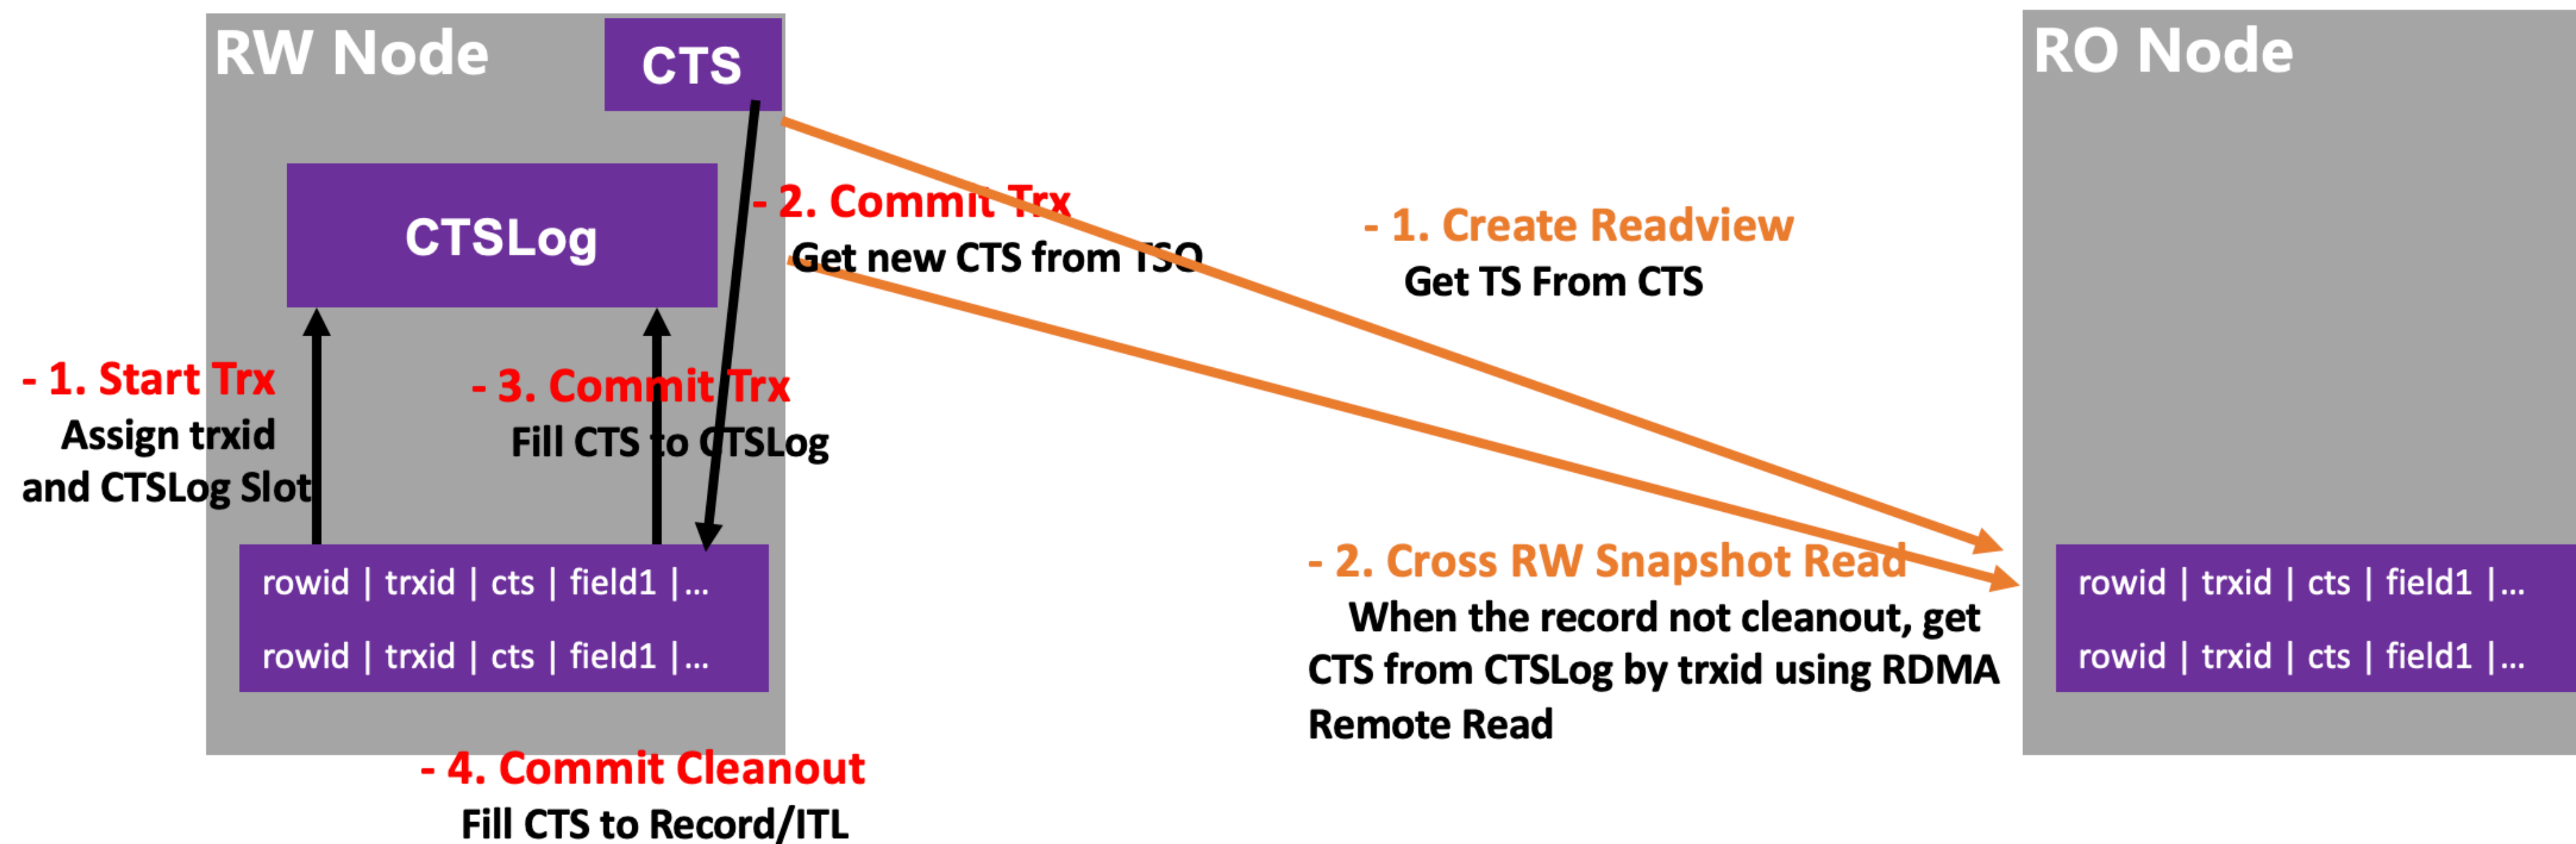 RW Node
CTS
CTSLog
- 2. Commit Trx
Get new CTS from TSO
- 1. Start Trx
Assign trxid
and CTSLog Slot
- 3. Commit Trx
Fill CTS to CTSLog
rowid | trxid | cts | field1 |...
rowid | trxid | cts | field1 |...
- 4. Commit Cleanout
Fill CTS to Record/ITL
- 1. Create Readview
Get TS From CTS
- 2. Cross RW Snapshot Read
When the record not cleanout, get
CTS from CTSLog by trxid using RDMA
Remote Read
RO Node
rowid | trxid | cts | field1 |...
rowid | trxid | cts | field1 |...